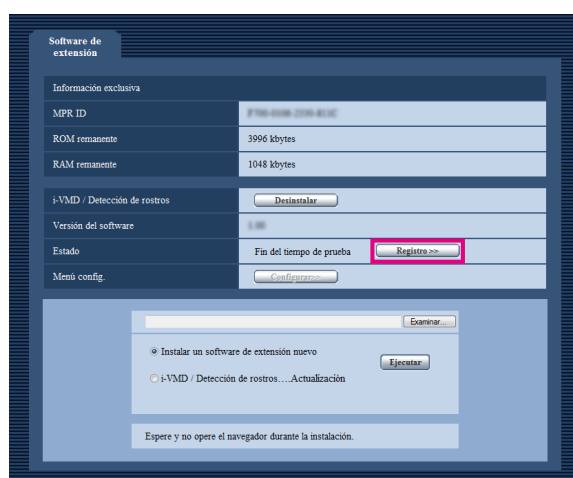 Software de
extensión
Información exclusiva
MPR ID
ROM remanente 3996 kbytes
RAM remanente 1048 kbytes
i-VMD / Detección de rostros Desinstalar
Versión del software
Estado Fin del tiempo de prueba Registro >>
Menú config. Configurar>>
Examinar...
Instalar un software de extensión nuevo
Ejecutar
i-VMD / Detección de rostros....Actualización
Espere y no opere el navegador durante la instalación.